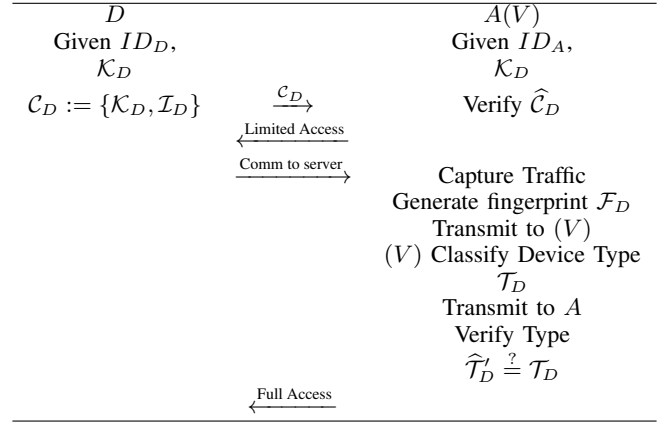 D A(V)
Given ID_D, Given ID_A,
𝒦_D 𝒦_D
𝒞_D := {𝒦_D, ℐ_D} 𝒞_D → Verify 𝒞̂_D
← Limited Access
Comm to server →
Capture Traffic
Generate fingerprint ℱ_D
Transmit to (V)
(V) Classify Device Type
𝒯_D
Transmit to A
Verify Type
𝒯̂′_D ≟ 𝒯_D
← Full Access